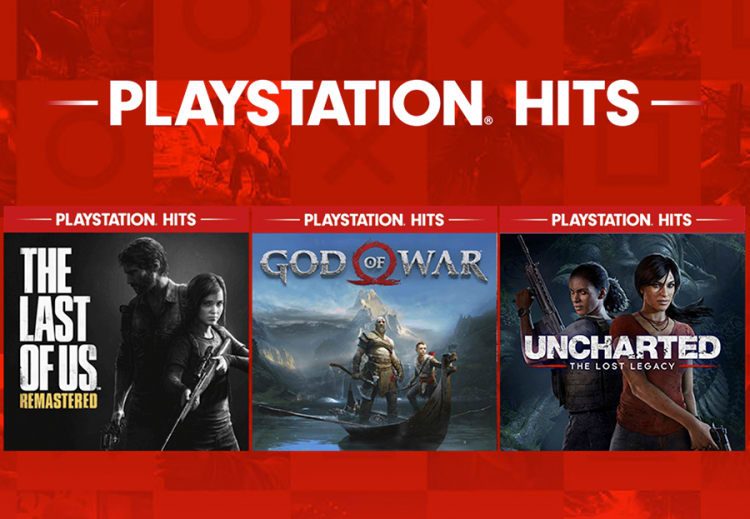 PLAYSTATION® HITS
PLAYSTATION® HITS
THE
LAST
OF US™
REMASTERED
PLAYSTATION® HITS
GOD OF WAR
PLAYSTATION® HITS
UNCHARTED
THE LOST LEGACY